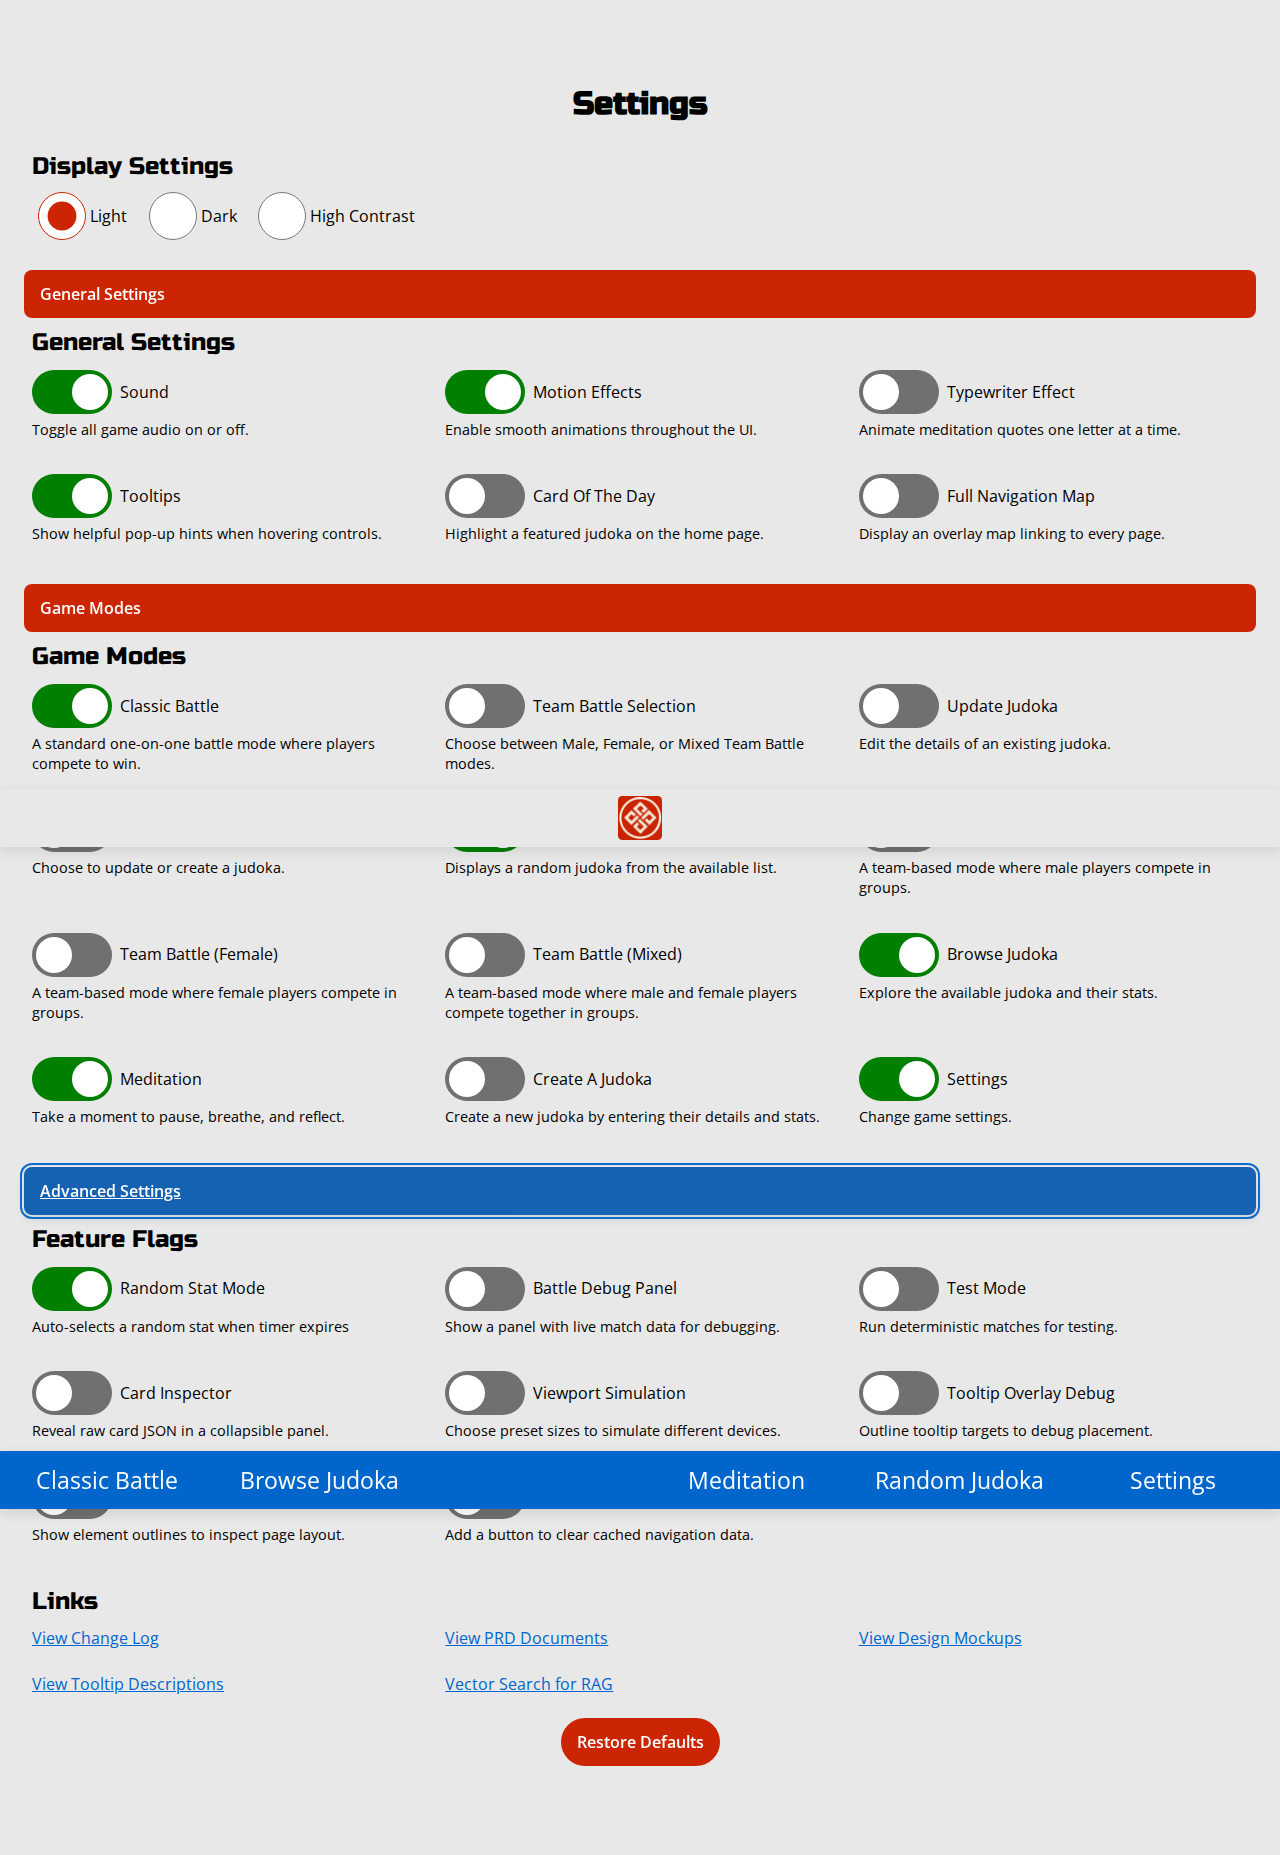 Settings
Display Settings
Light
Dark
High Contrast
General Settings
General Settings
Sound
Motion Effects
Typewriter Effect
Toggle all game audio on or off.
Enable smooth animations throughout the UI.
Animate meditation quotes one letter at a time.
Tooltips
Card Of The Day
Full Navigation Map
Show helpful pop-up hints when hovering controls.
Highlight a featured judoka on the home page.
Display an overlay map linking to every page.
Game Modes
Game Modes
Classic Battle
Team Battle Selection
Update Judoka
A standard one-on-one battle mode where players
compete to win.
Choose between Male, Female, or Mixed Team Battle
modes.
Edit the details of an existing judoka.
Choose to update or create a judoka.
Displays a random judoka from the available list.
A team-based mode where male players compete in
groups.
Team Battle (Female)
Team Battle (Mixed)
Browse Judoka
A team-based mode where female players compete in
groups.
A team-based mode where male and female players
compete together in groups.
Explore the available judoka and their stats.
Meditation
Create A Judoka
Settings
Take a moment to pause, breathe, and reflect.
Create a new judoka by entering their details and stats.
Change game settings.
Advanced Settings
Feature Flags
Random Stat Mode
Battle Debug Panel
Test Mode
Auto-selects a random stat when timer expires
Show a panel with live match data for debugging.
Run deterministic matches for testing.
Card Inspector
Viewport Simulation
Tooltip Overlay Debug
Reveal raw card JSON in a collapsible panel.
Choose preset sizes to simulate different devices.
Outline tooltip targets to debug placement.
Classic Battle
Browse Judoka
Meditation
Random Judoka
Settings
Show element outlines to inspect page layout.
Add a button to clear cached navigation data.
Links
View Change Log
View PRD Documents
View Design Mockups
View Tooltip Descriptions
Vector Search for RAG
Restore Defaults